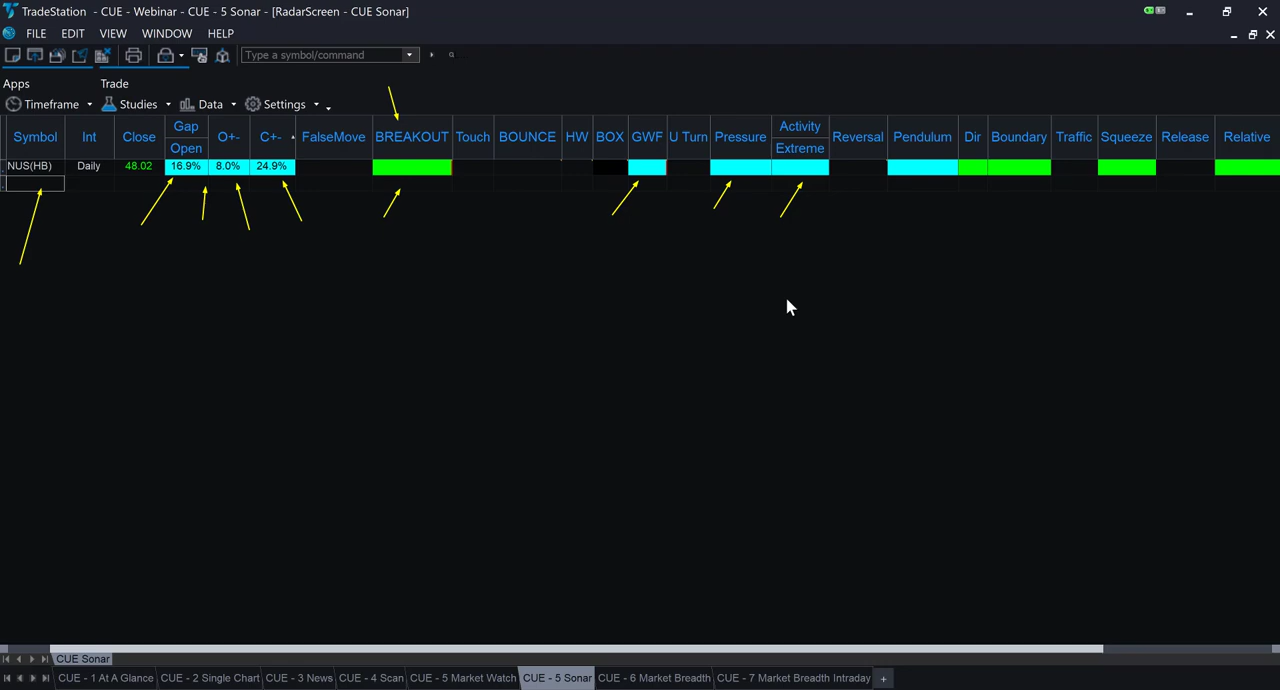 TradeStation - CUE - Webinar - CUE - 5 Sonar - [RadarScreen - CUE Sonar]
FILE EDIT VIEW WINDOW HELP
Type a symbol/command
Apps Trade
Timeframe Studies Data Settings
Symbol Int Close Gap Open O+- C+- FalseMove BREAKOUT Touch BOUNCE HW BOX GWF U Turn Pressure Activity Extreme Reversal Pendulum Dir Boundary Traffic Squeeze Release Relative
NUS(HB) Daily 48.02 16.9% 8.0% 24.9%
CUE Sonar
CUE - 1 At A Glance CUE - 2 Single Chart CUE - 3 News CUE - 4 Scan CUE - 5 Market Watch CUE - 5 Sonar CUE - 6 Market Breadth CUE - 7 Market Breadth Intraday +